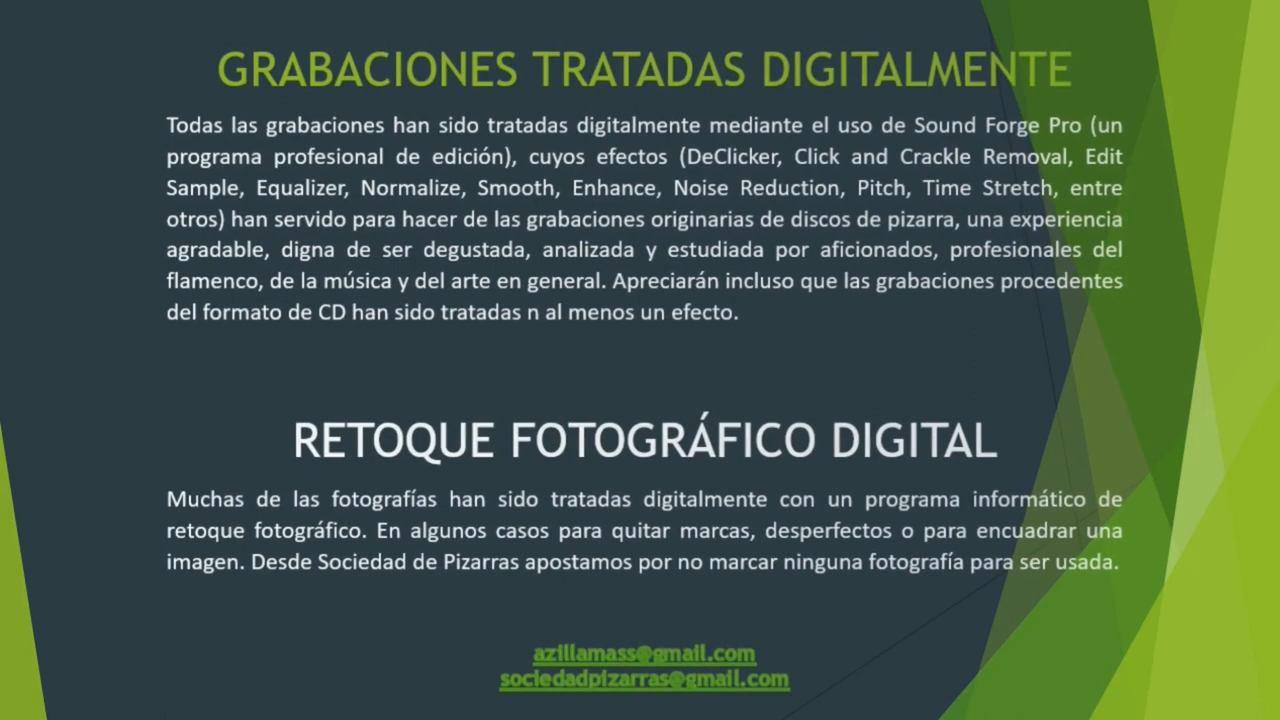 GRABACIONES TRATADAS DIGITALMENTE
Todas las grabaciones han sido tratadas digitalmente mediante el uso de Sound Forge Pro (un
programa profesional de edición), cuyos efectos (DeClicker, Click and Crackle Removal, Edit
Sample, Equalizer, Normalize, Smooth, Enhance, Noise Reduction, Pitch, Time Stretch, entre
otros) han servido para hacer de las grabaciones originarias de discos de pizarra, una experiencia
agradable, digna de ser degustada, analizada y estudiada por aficionados, profesionales del
flamenco, de la música y del arte en general. Apreciarán incluso que las grabaciones procedentes
del formato de CD han sido tratadas n al menos un efecto.
RETOQUE FOTOGRÁFICO DIGITAL
Muchas de las fotografías han sido tratadas digitalmente con un programa informático de
retoque fotográfico. En algunos casos para quitar marcas, desperfectos o para encuadrar una
imagen. Desde Sociedad de Pizarras apostamos por no marcar ninguna fotografía para ser usada.
azillamass@gmail.com
sociedadpizarras@gmail.com